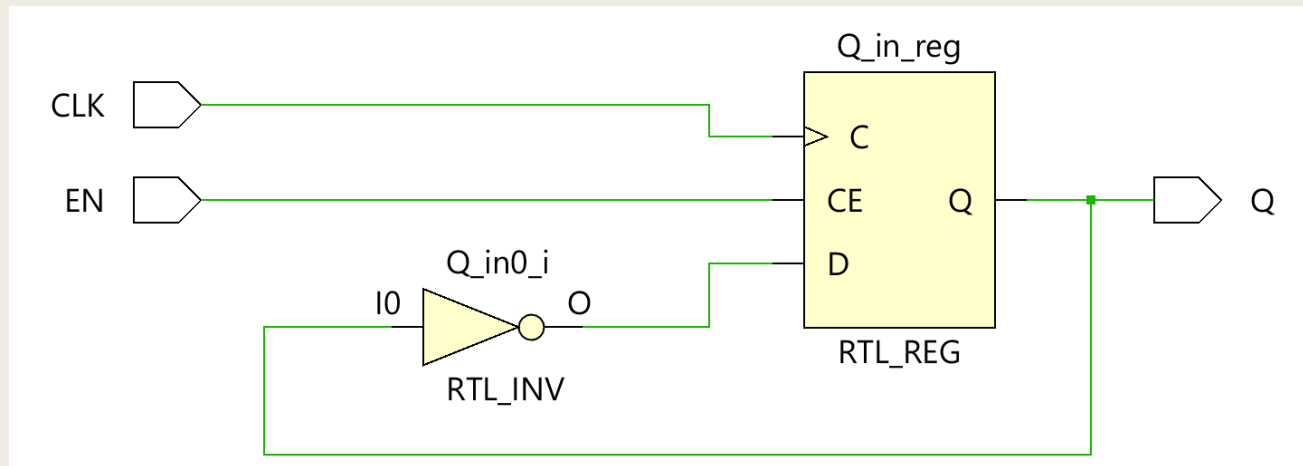 Q_in_reg
CLK
C
EN
CE
Q
Q
Q_in0_i
D
I0
O
RTL_INV
RTL_REG